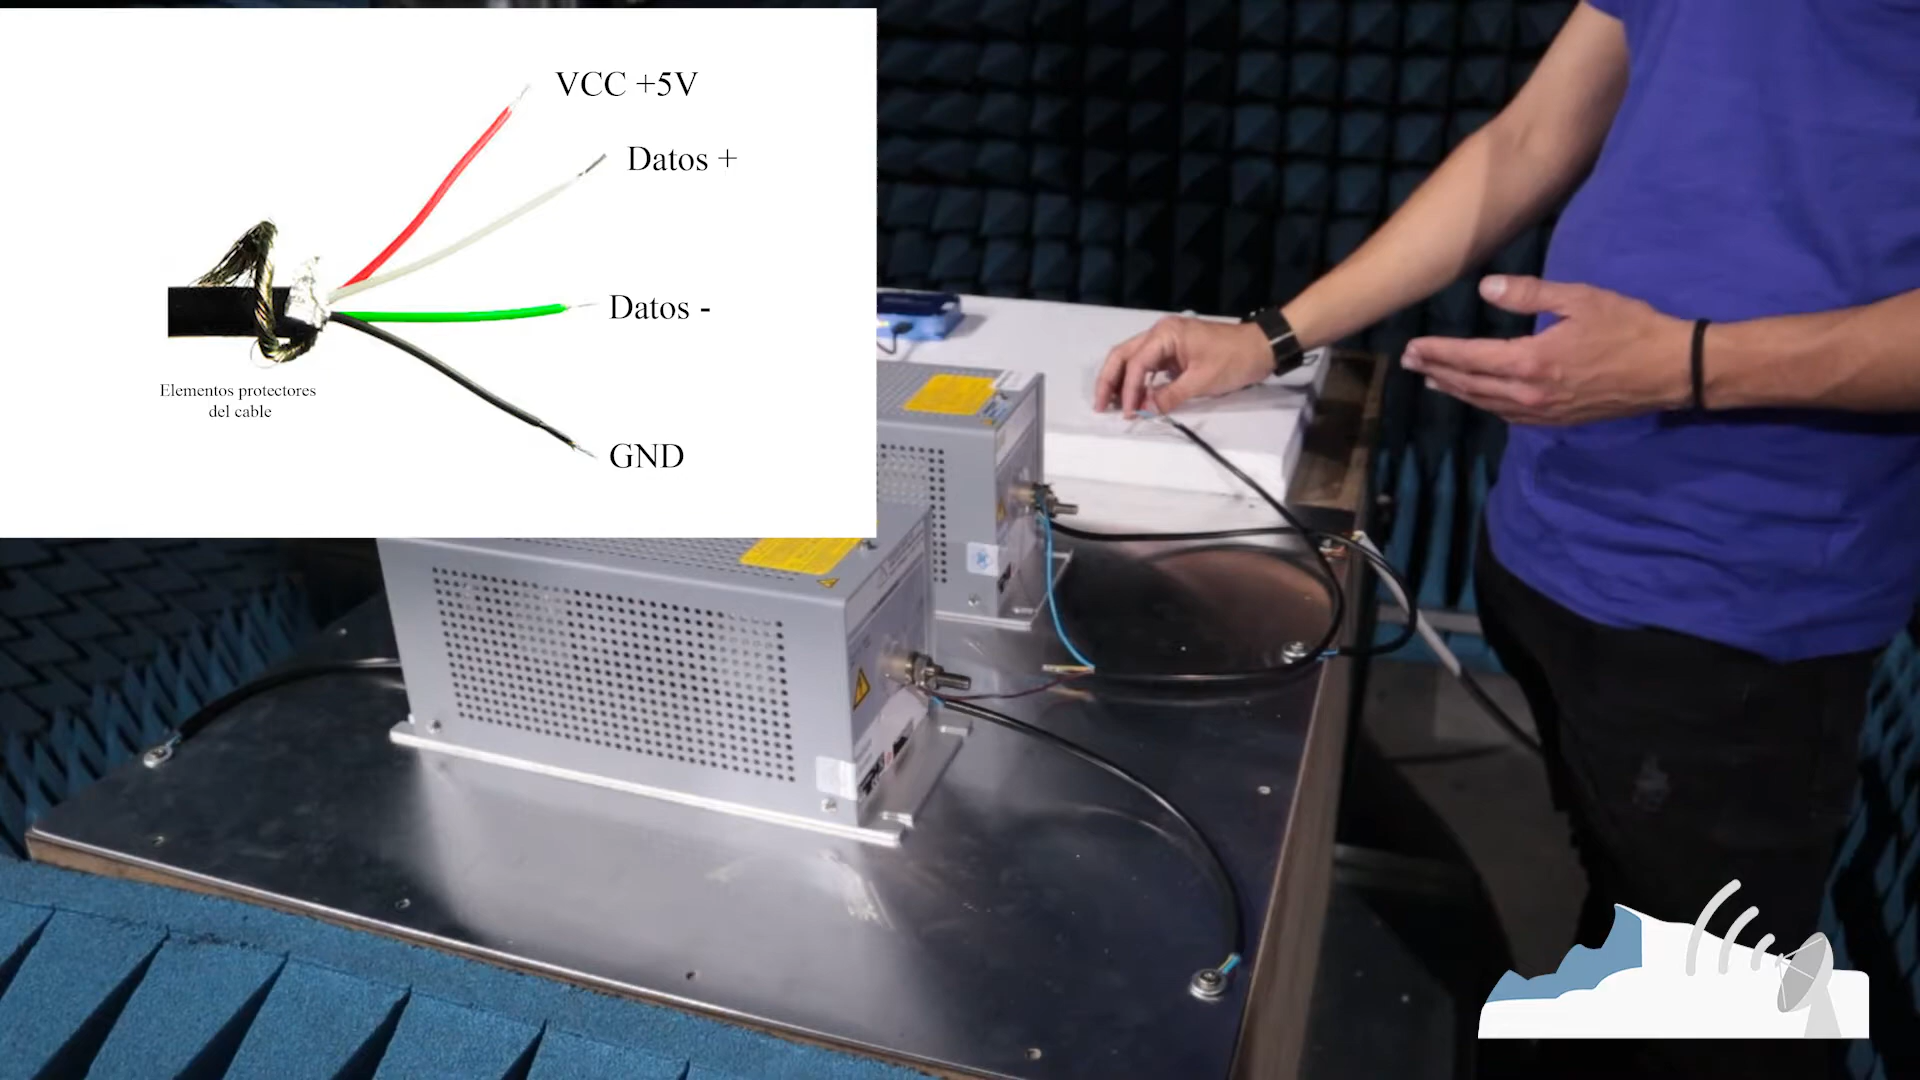 VCC +5V
Datos +
Datos -
Elementos protectores
del cable
GND